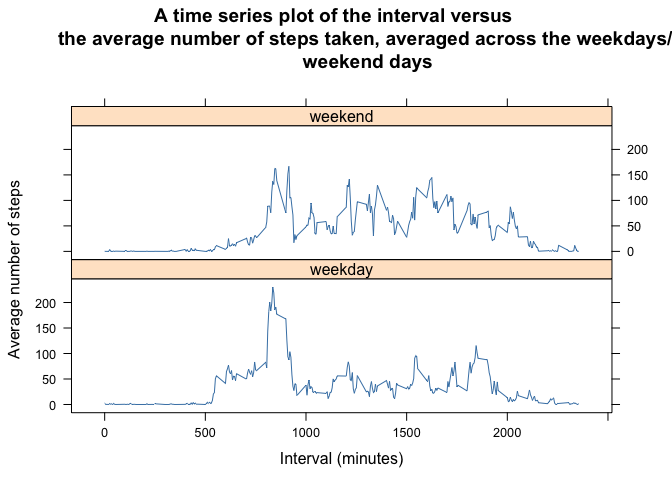 A time series plot of the interval versus
the average number of steps taken, averaged across the weekdays/
weekend days
weekend
200
150
100
50
0
weekday
200
150
100
50
0
Average number of steps
0 500 1000 1500 2000
Interval (minutes)